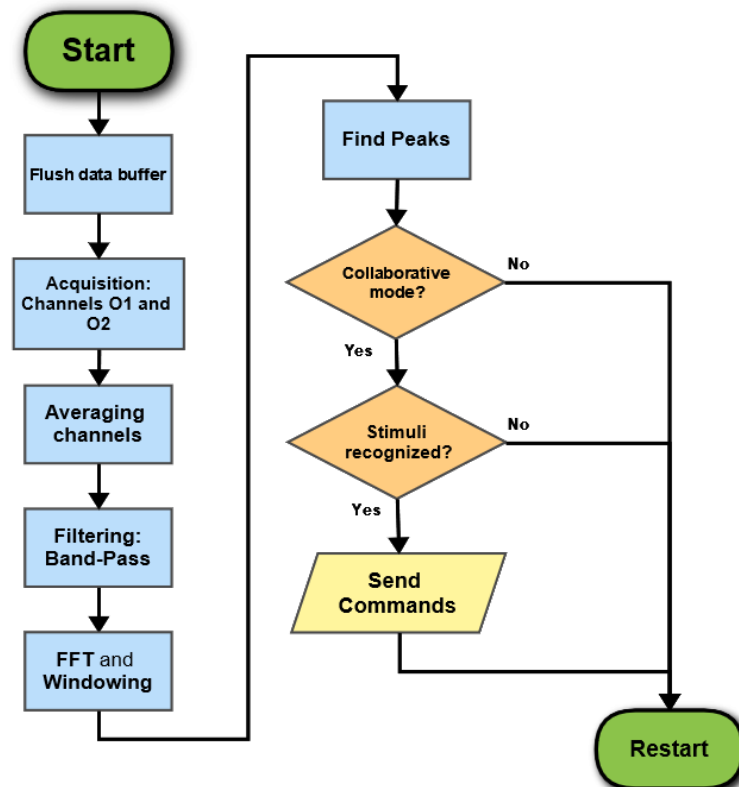 Start
Flush data buffer
Acquisition:
Channels O1 and
O2
Averaging
channels
Filtering:
Band-Pass
FFT and
Windowing
Find Peaks
Collaborative
mode?
No
Yes
Stimuli
recognized?
No
Yes
Send
Commands
Restart